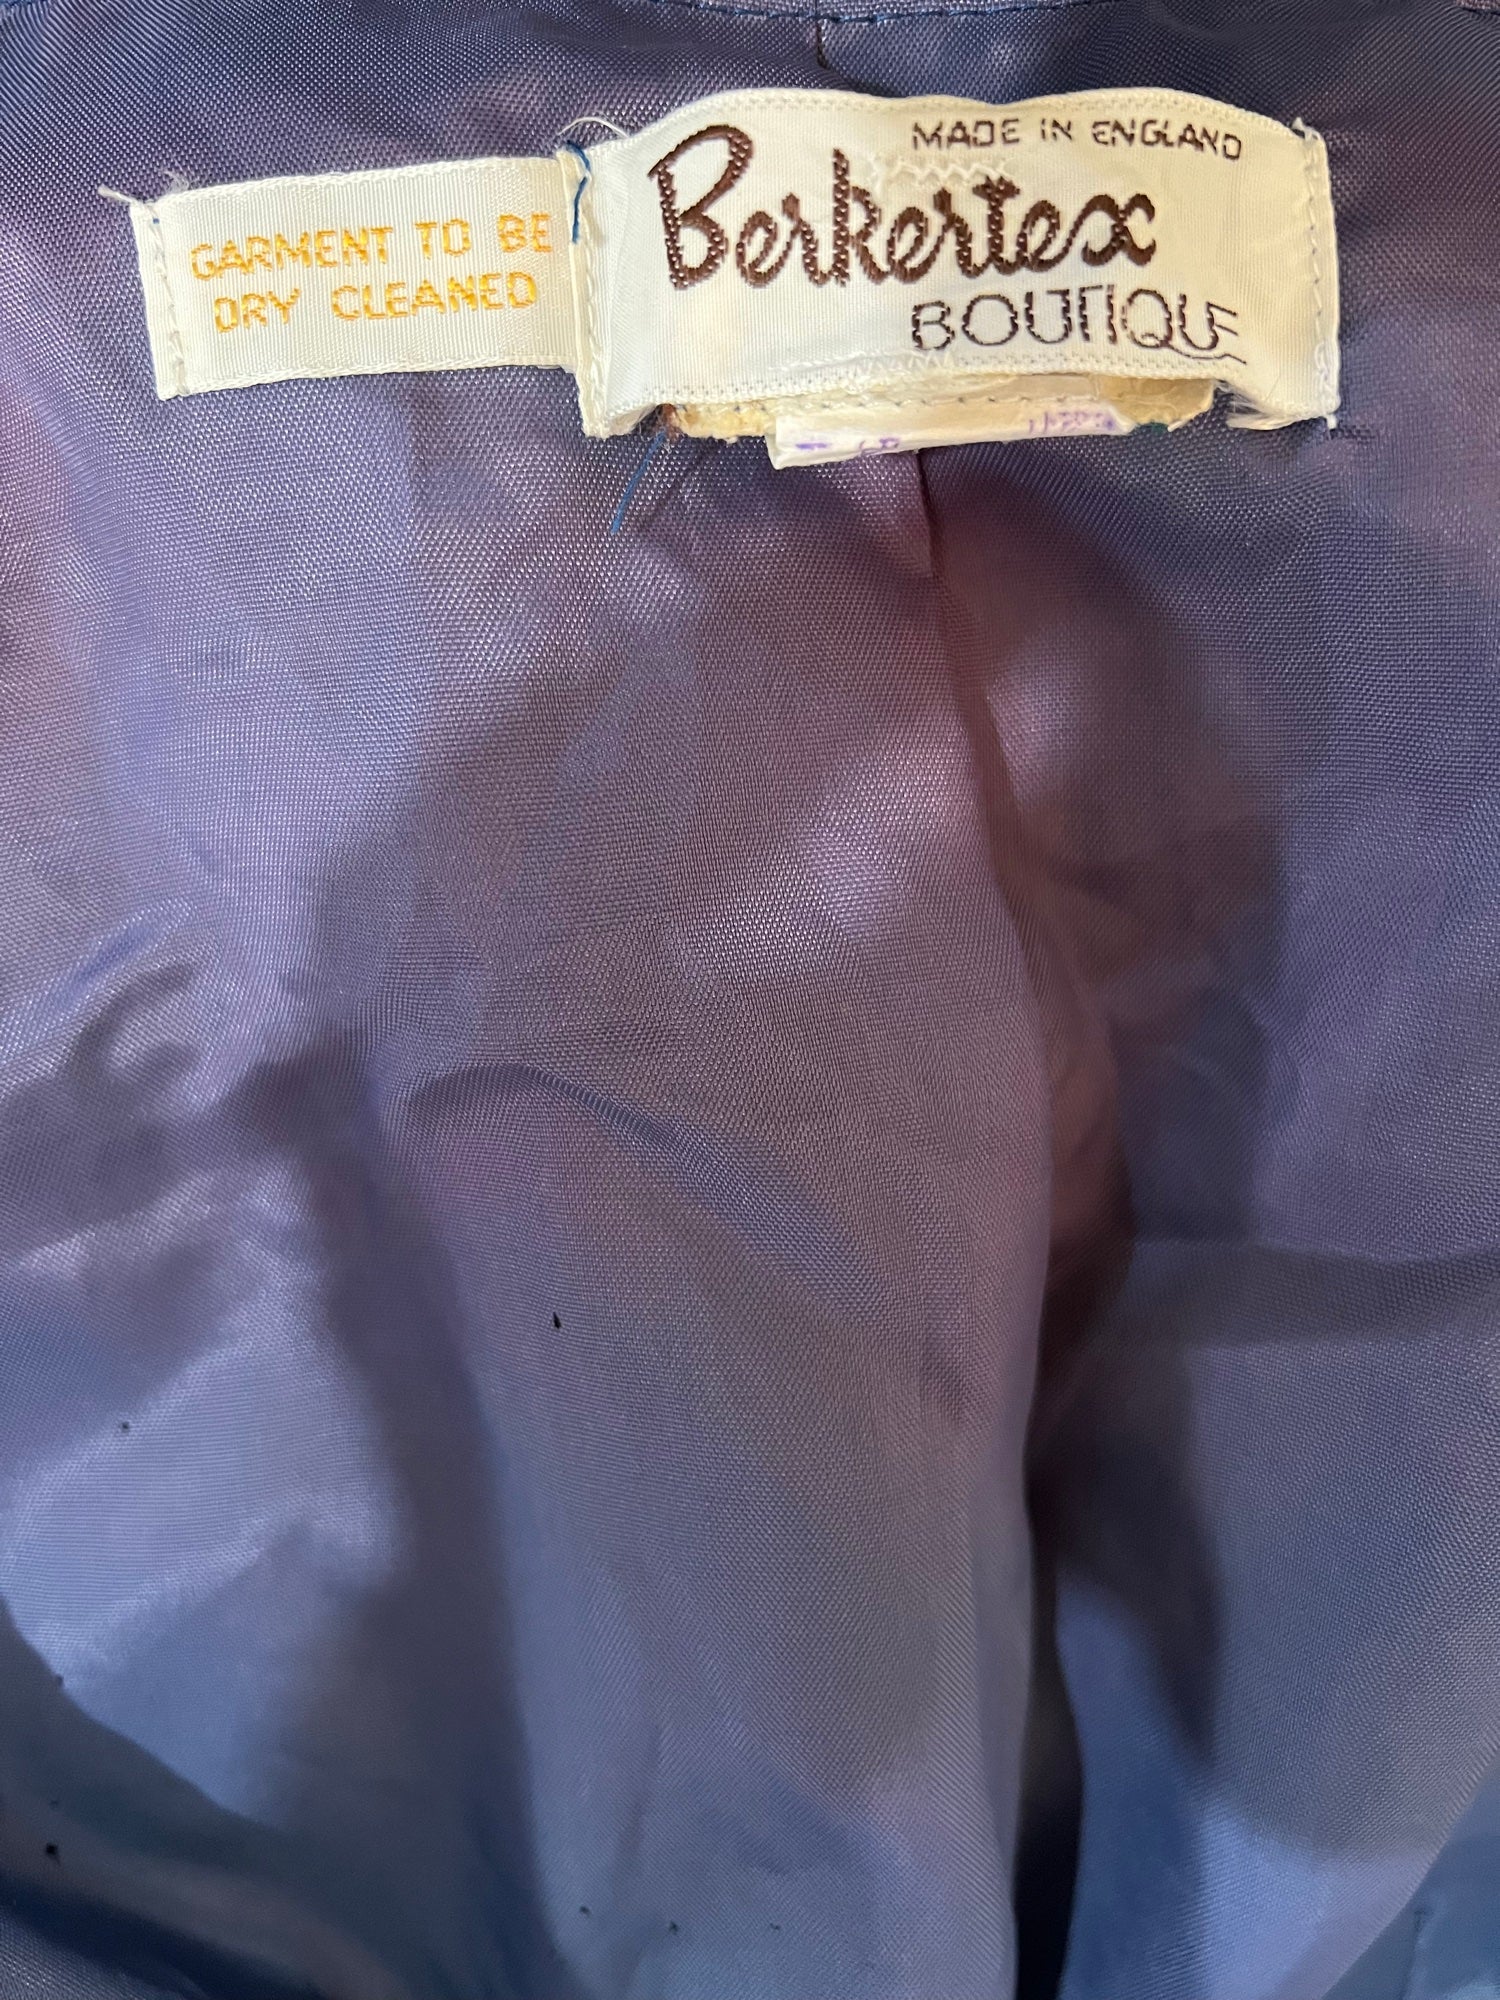 GARMENT TO BE
DRY CLEANED
MADE IN ENGLAND
Berkertex
BOUTIQUE